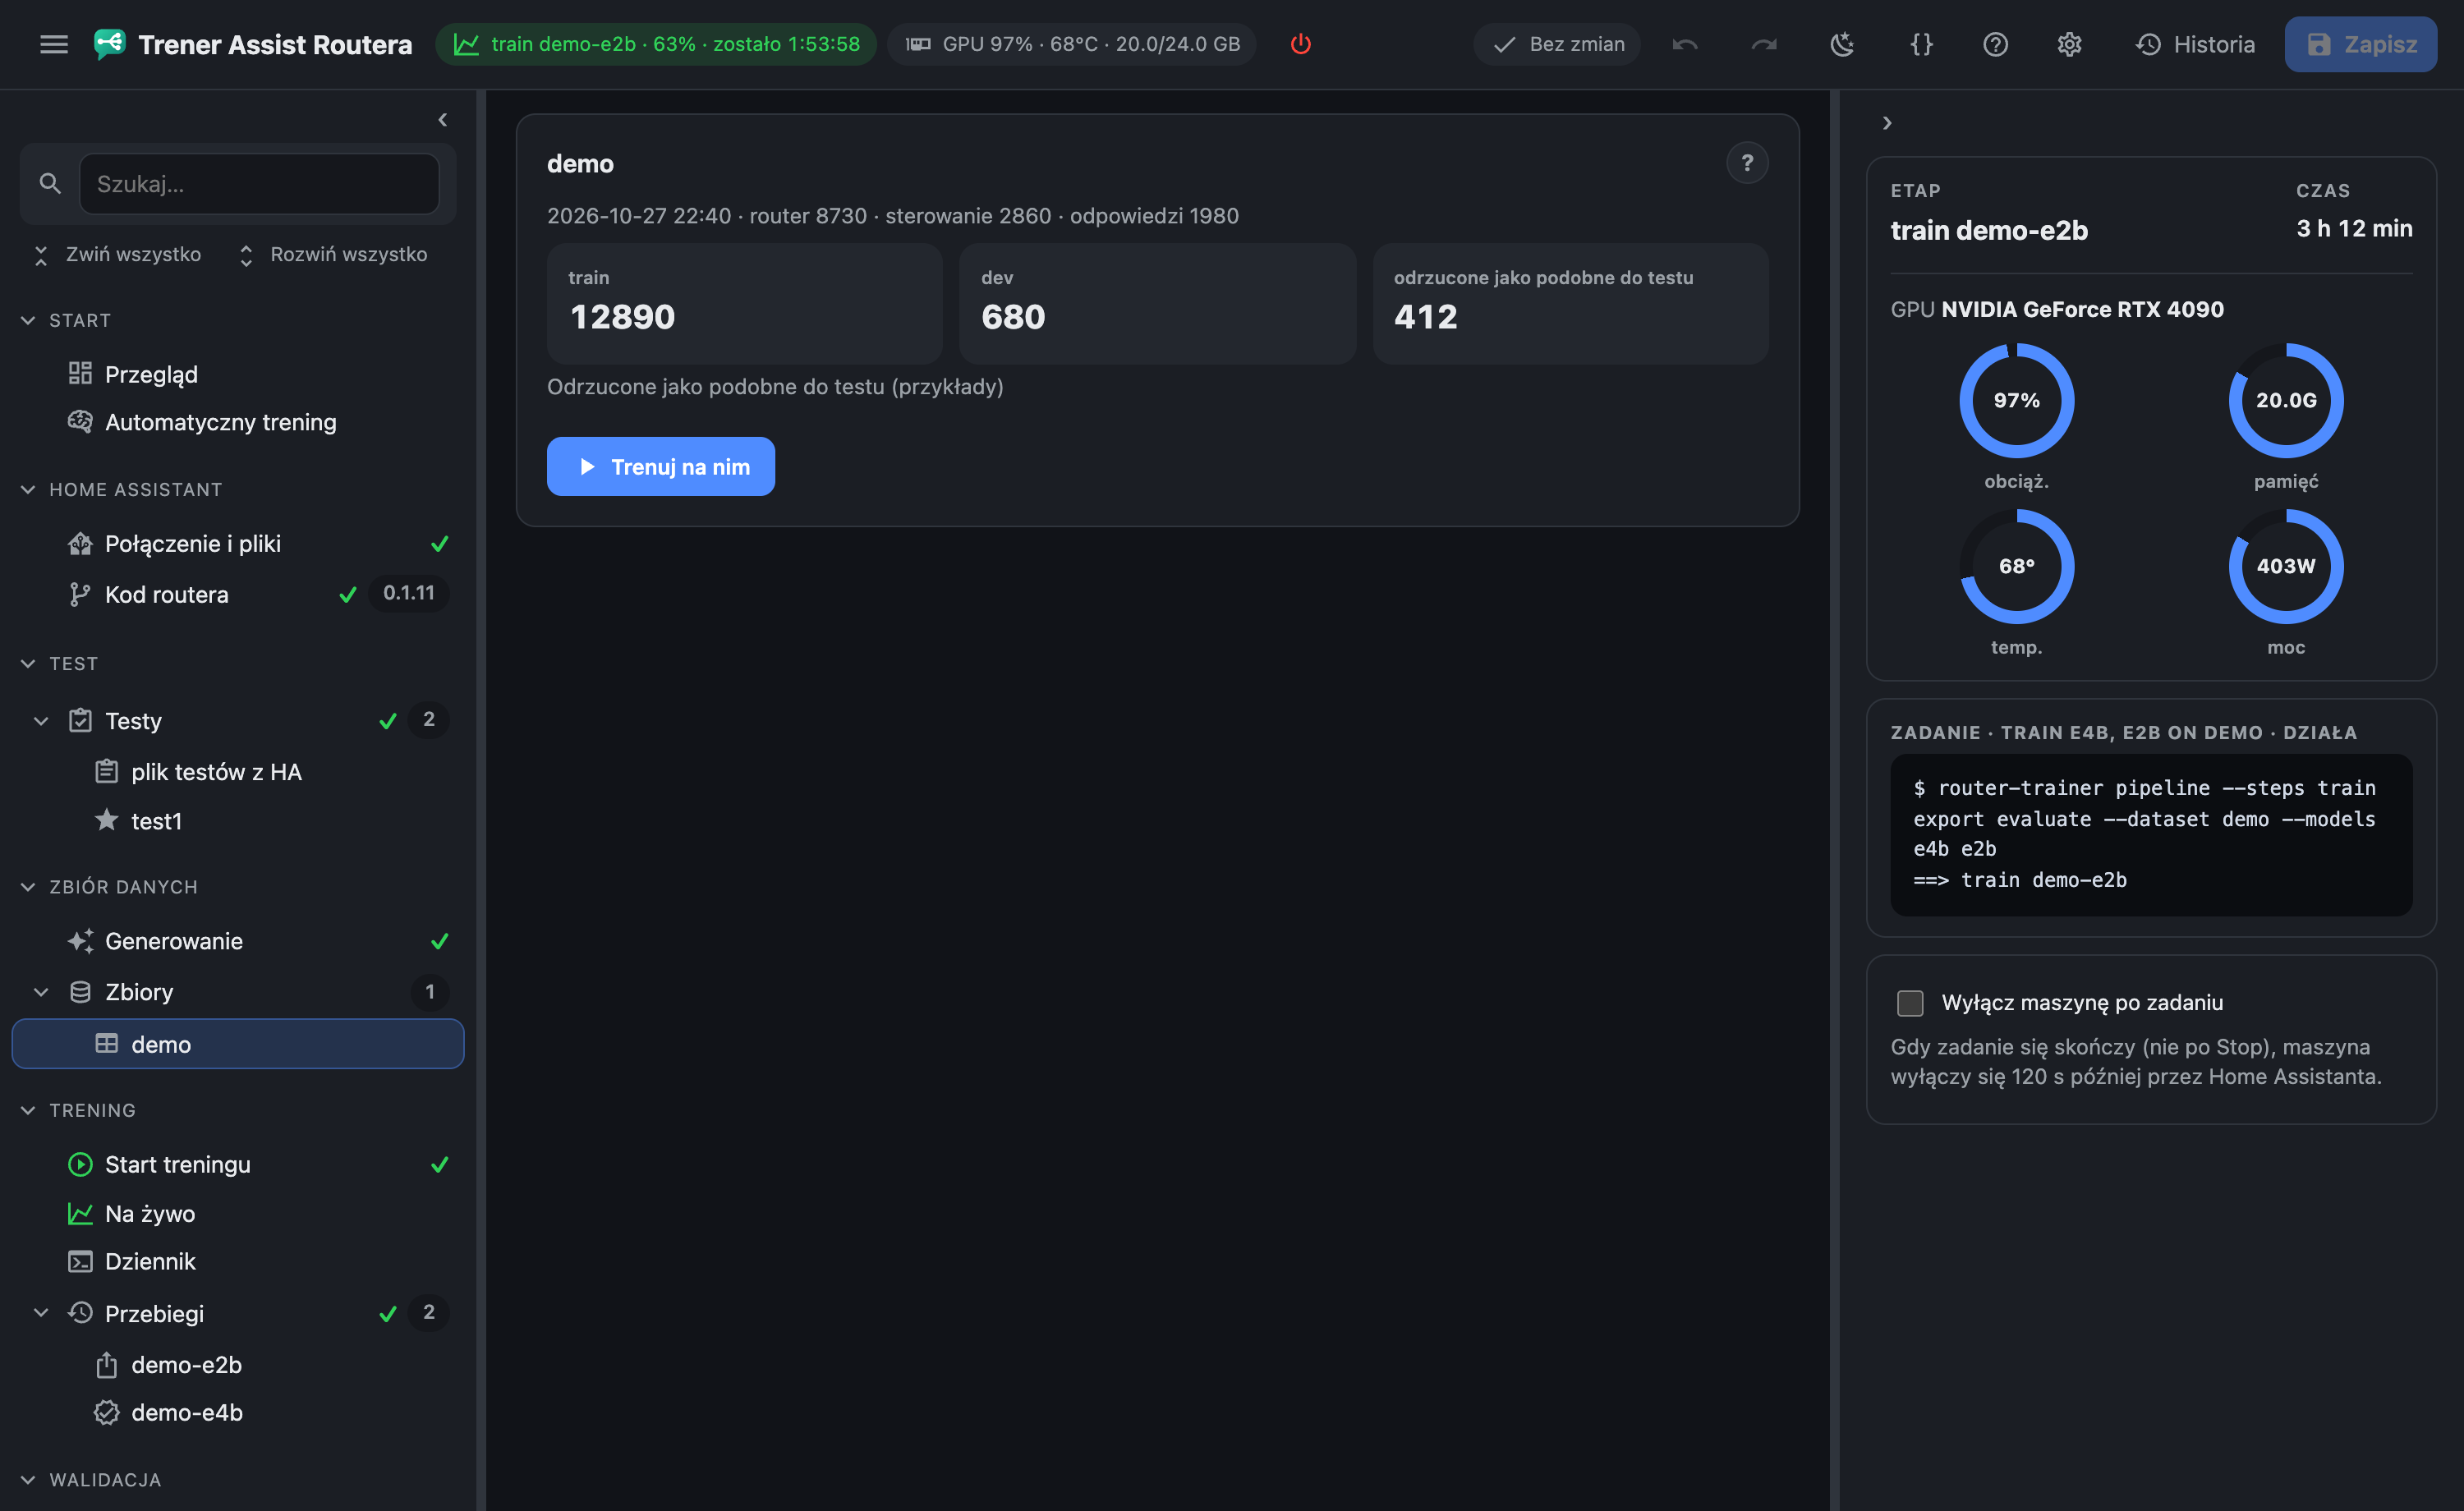 Trener Assist Routera
train demo-e2b · 63% · zostało 1:53:58
GPU 97% · 68°C · 20.0/24.0 GB
Bez zmian
Historia
Zapisz
Szukaj...
Zwiń wszystko
Rozwiń wszystko
START
Przegląd
Automatyczny trening
HOME ASSISTANT
Połączenie i pliki
Kod routera
0.1.11
TEST
Testy
2
plik testów z HA
test1
ZBIÓR DANYCH
Generowanie
Zbiory
1
demo
TRENING
Start treningu
Na żywo
Dziennik
Przebiegi
2
demo-e2b
demo-e4b
WALIDACJA
demo
?
2026-10-27 22:40 · router 8730 · sterowanie 2860 · odpowiedzi 1980
train
12890
dev
680
odrzucone jako podobne do testu
412
Odrzucone jako podobne do testu (przykłady)
Trenuj na nim
ETAP
train demo-e2b
CZAS
3 h 12 min
GPU NVIDIA GeForce RTX 4090
97%
obciąż.
20.0G
pamięć
68°
temp.
403W
moc
ZADANIE · TRAIN E4B, E2B ON DEMO · DZIAŁA
$ router-trainer pipeline --steps train
export evaluate --dataset demo --models
e4b e2b
==> train demo-e2b
Wyłącz maszynę po zadaniu
Gdy zadanie się skończy (nie po Stop), maszyna
wyłączy się 120 s później przez Home Assistanta.